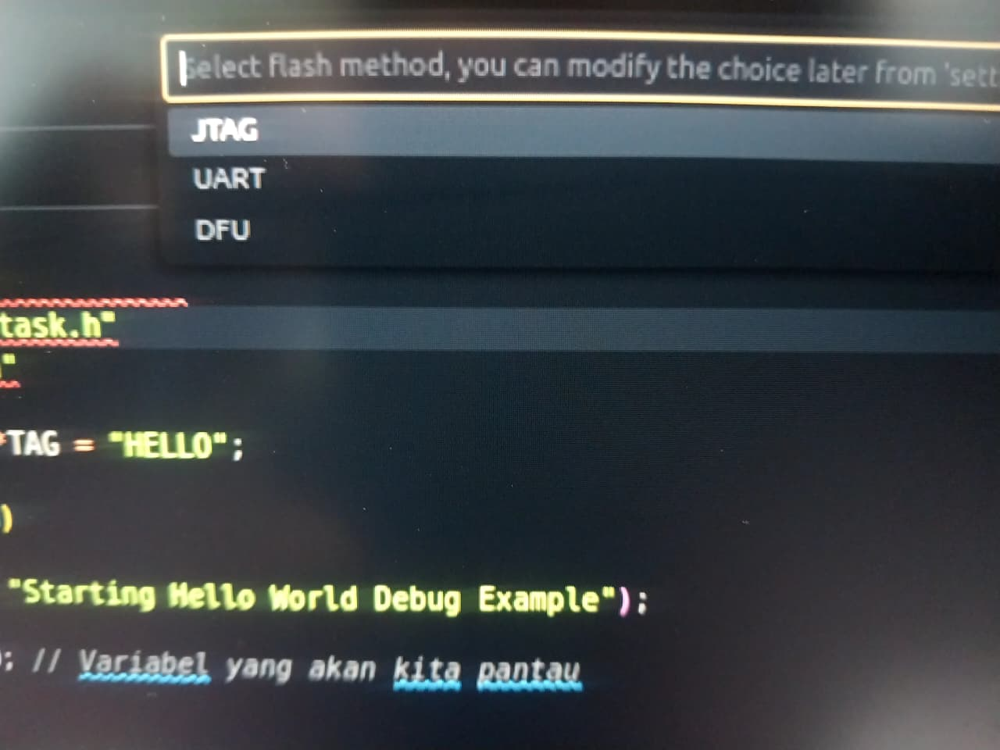 Select flash method, you can modify the choice later from 'sett
JTAG
UART
DFU
task.h"
"
*TAG = "HELLO";
)
"Starting Hello World Debug Example");
; // Variabel yang akan kita pantau